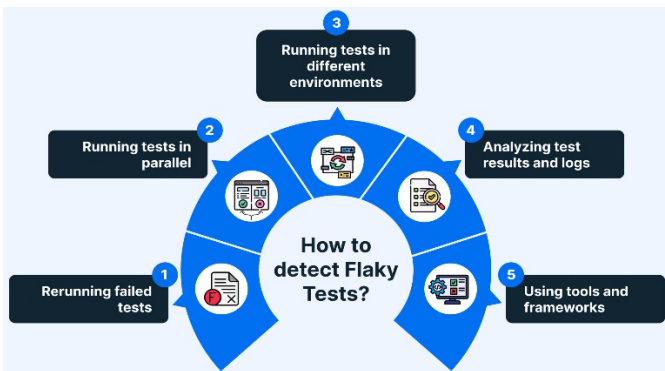 How to
detect Flaky
Tests?
1
Rerunning failed
tests
2
Running tests in
parallel
3
Running tests in
different
environments
4
Analyzing test
results and logs
5
Using tools and
frameworks
F